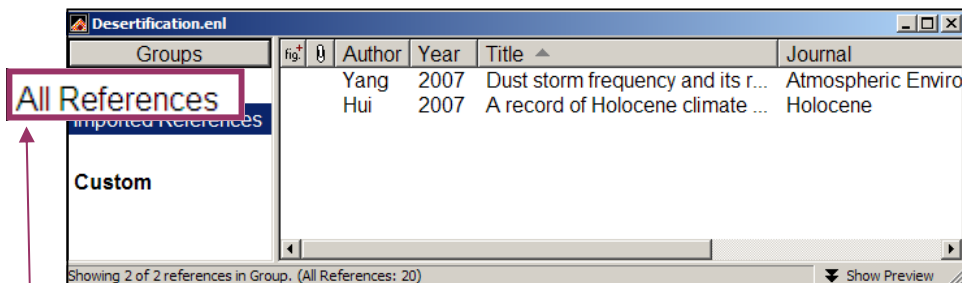 Desertification.enl
Groups fig. Author Year Title Journal
Yang 2007 Dust storm frequency and its r... Atmospheric Enviro
All References
Hui 2007 A record of Holocene climate ... Holocene
Imported References
Custom
Showing 2 of 2 references in Group. (All References: 20) Show Preview